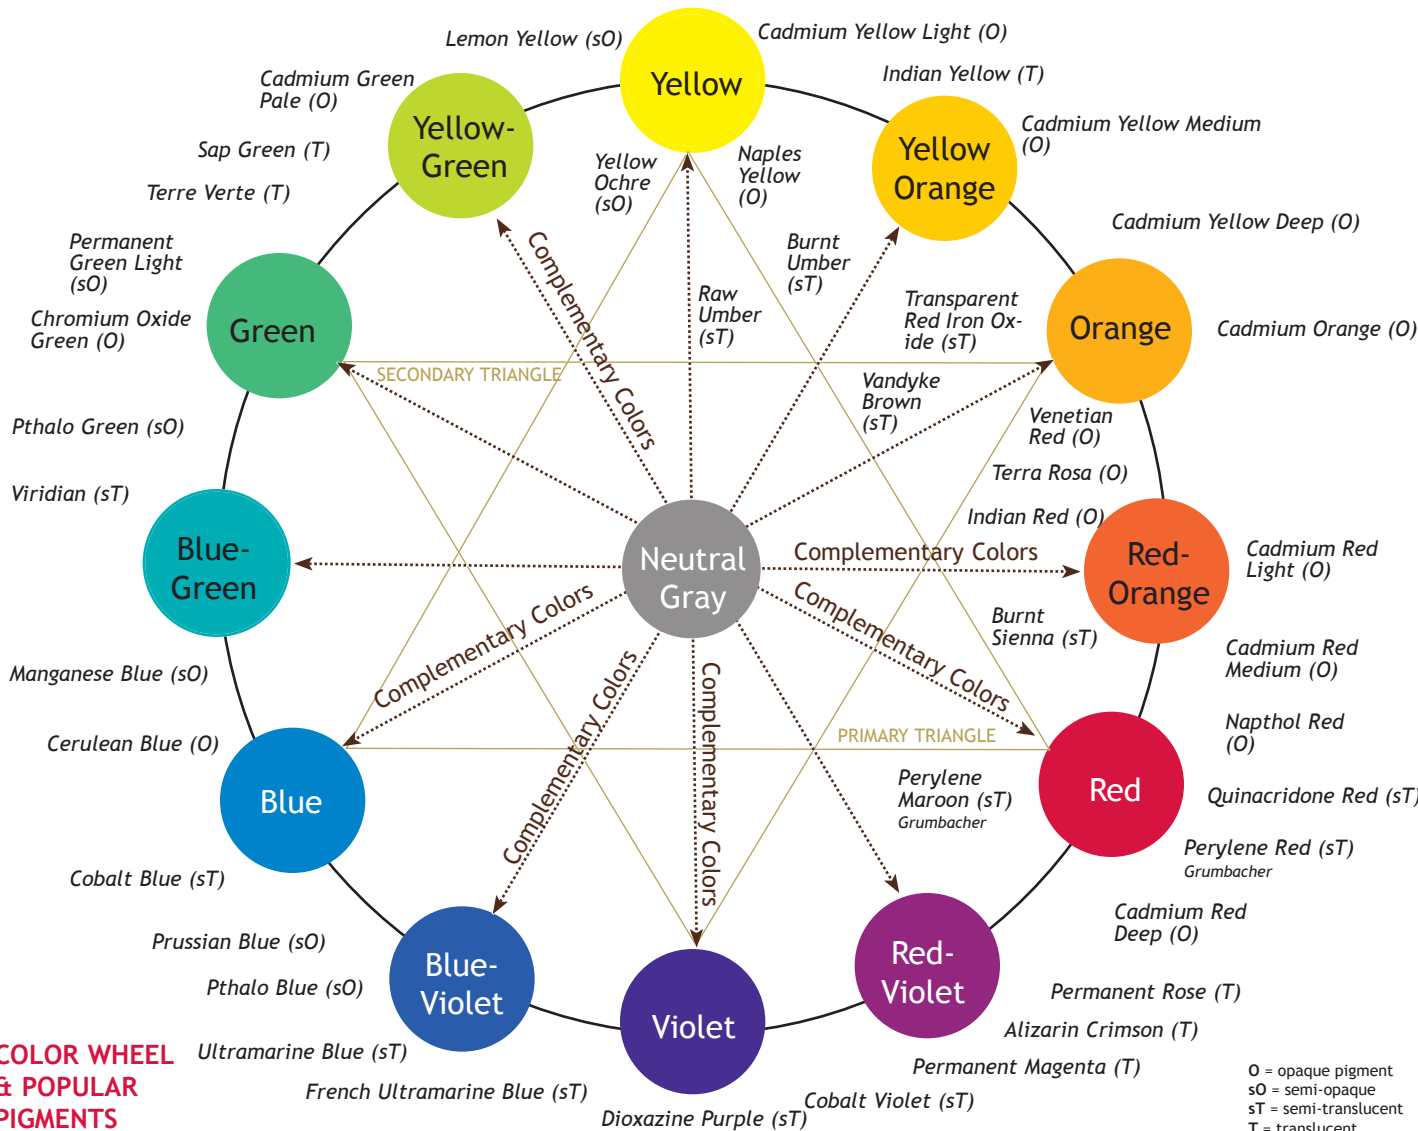 Lemon Yellow (sO)
Cadmium Yellow Light (O)
Yellow
Indian Yellow (T)
Cadmium Green
Pale (O)
Yellow-
Green
Cadmium Yellow Medium
(O)
Yellow
Orange
Sap Green (T)
Yellow
Ochre
(sO)
Naples
Yellow
(O)
Terre Verte (T)
Cadmium Yellow Deep (O)
Permanent
Green Light
(sO)
Burnt
Umber
(sT)
Complementary Colors
Raw
Umber
(sT)
Transparent
Red Iron Ox-
ide (sT)
Chromium Oxide
Green (O)
Green
Orange
Cadmium Orange (O)
SECONDARY TRIANGLE
Vandyke
Brown
(sT)
Venetian
Red (O)
Pthalo Green (sO)
Terra Rosa (O)
Viridian (sT)
Indian Red (O)
Blue-
Green
Neutral
Gray
Complementary Colors
Red-
Orange
Cadmium Red
Light (O)
Complementary Colors
Complementary Colors
Burnt
Sienna (sT)
Cadmium Red
Medium (O)
Manganese Blue (sO)
Complementary Colors
Complementary Colors
Napthol Red
(O)
Cerulean Blue (O)
PRIMARY TRIANGLE
Blue
Perylene
Maroon (sT)
Grumbacher
Red
Quinacridone Red (sT)
Perylene Red (sT)
Grumbacher
Cobalt Blue (sT)
Cadmium Red
Deep (O)
Prussian Blue (sO)
Blue-
Violet
Red-
Violet
Pthalo Blue (sO)
Permanent Rose (T)
Violet
Alizarin Crimson (T)
Ultramarine Blue (sT)
Permanent Magenta (T)
French Ultramarine Blue (sT)
Cobalt Violet (sT)
Dioxazine Purple (sT)
COLOR WHEEL
& POPULAR
PIGMENTS
O = opaque pigment
sO = semi-opaque
sT = semi-translucent
T = translucent